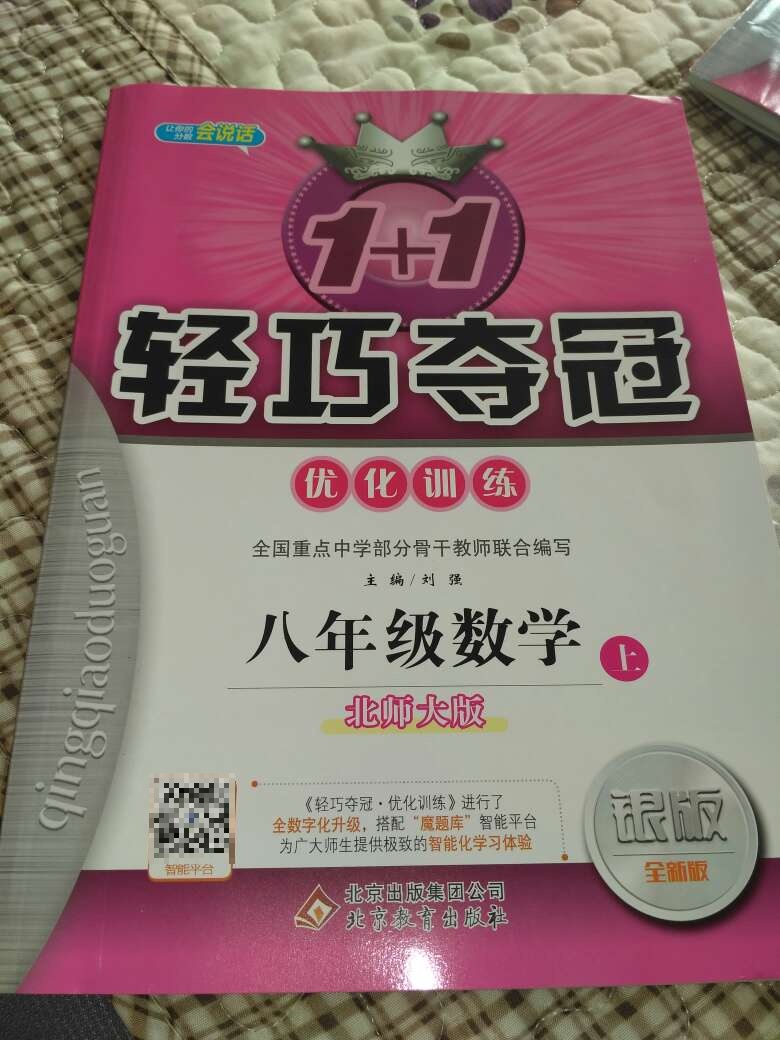 让你的
分数
会说话
1+1
轻巧夺冠
优化训练
全国重点中学部分骨干教师联合编写
主编/刘强
八年级数学 上
北师大版
qingqiaoduoguan
《轻巧夺冠·优化训练》进行了
全数字化升级，搭配“魔题库”智能平台
为广大师生提供极致的智能化学习体验
智能平台
银版
全新版
北京出版集团公司
北京教育出版社